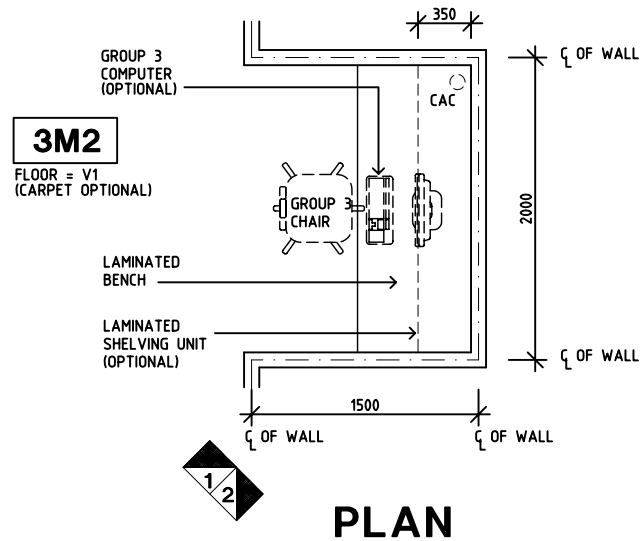 350
GROUP 3
COMPUTER
(OPTIONAL)
℄ OF WALL
CAC
3M2
FLOOR = V1
(CARPET OPTIONAL)
GROUP 3
CHAIR
2000
LAMINATED
BENCH
LAMINATED
SHELVING UNIT
(OPTIONAL)
℄ OF WALL
1500
℄ OF WALL
℄ OF WALL
1
2
PLAN